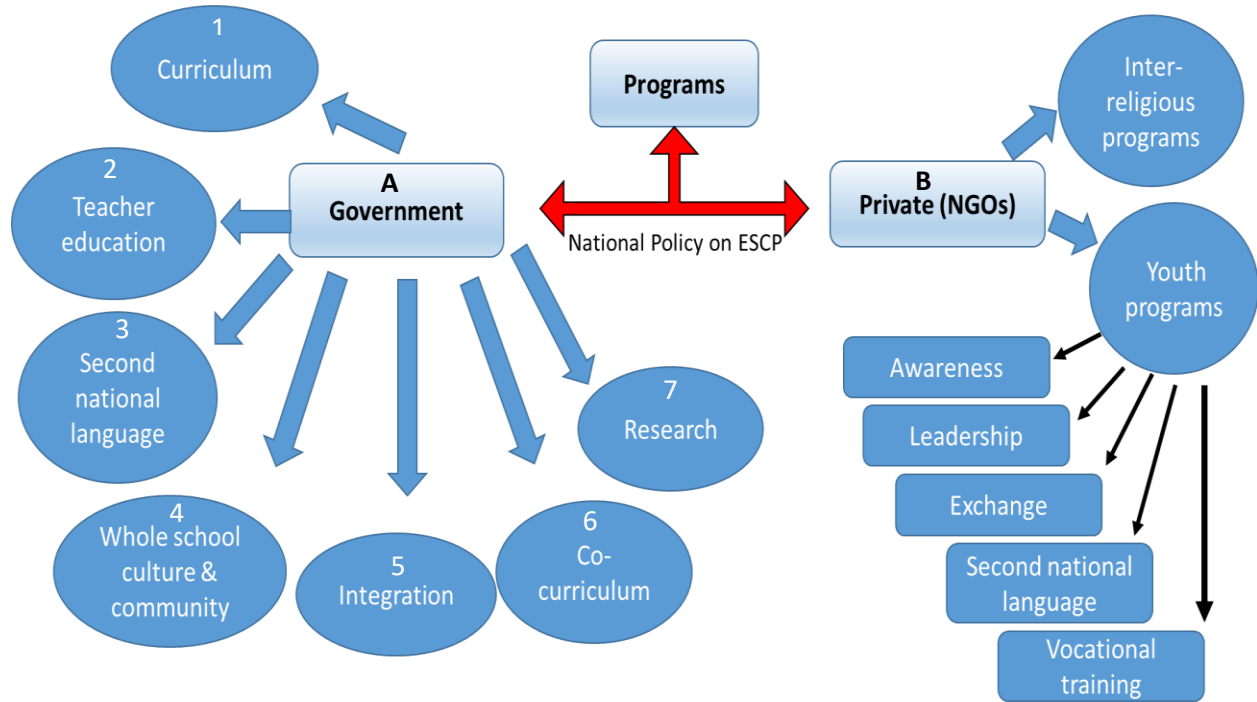 Programs
National Policy on ESCP
A
Government
1
Curriculum
2
Teacher
education
3
Second
national
language
4
Whole school
culture &
community
5
Integration
6
Co-
curriculum
7
Research
B
Private (NGOs)
Inter-
religious
programs
Youth
programs
Awareness
Leadership
Exchange
Second national
language
Vocational
training